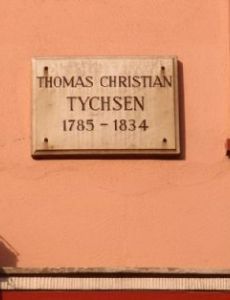 THOMAS CHRISTIAN
TYCHSEN
1785 - 1834